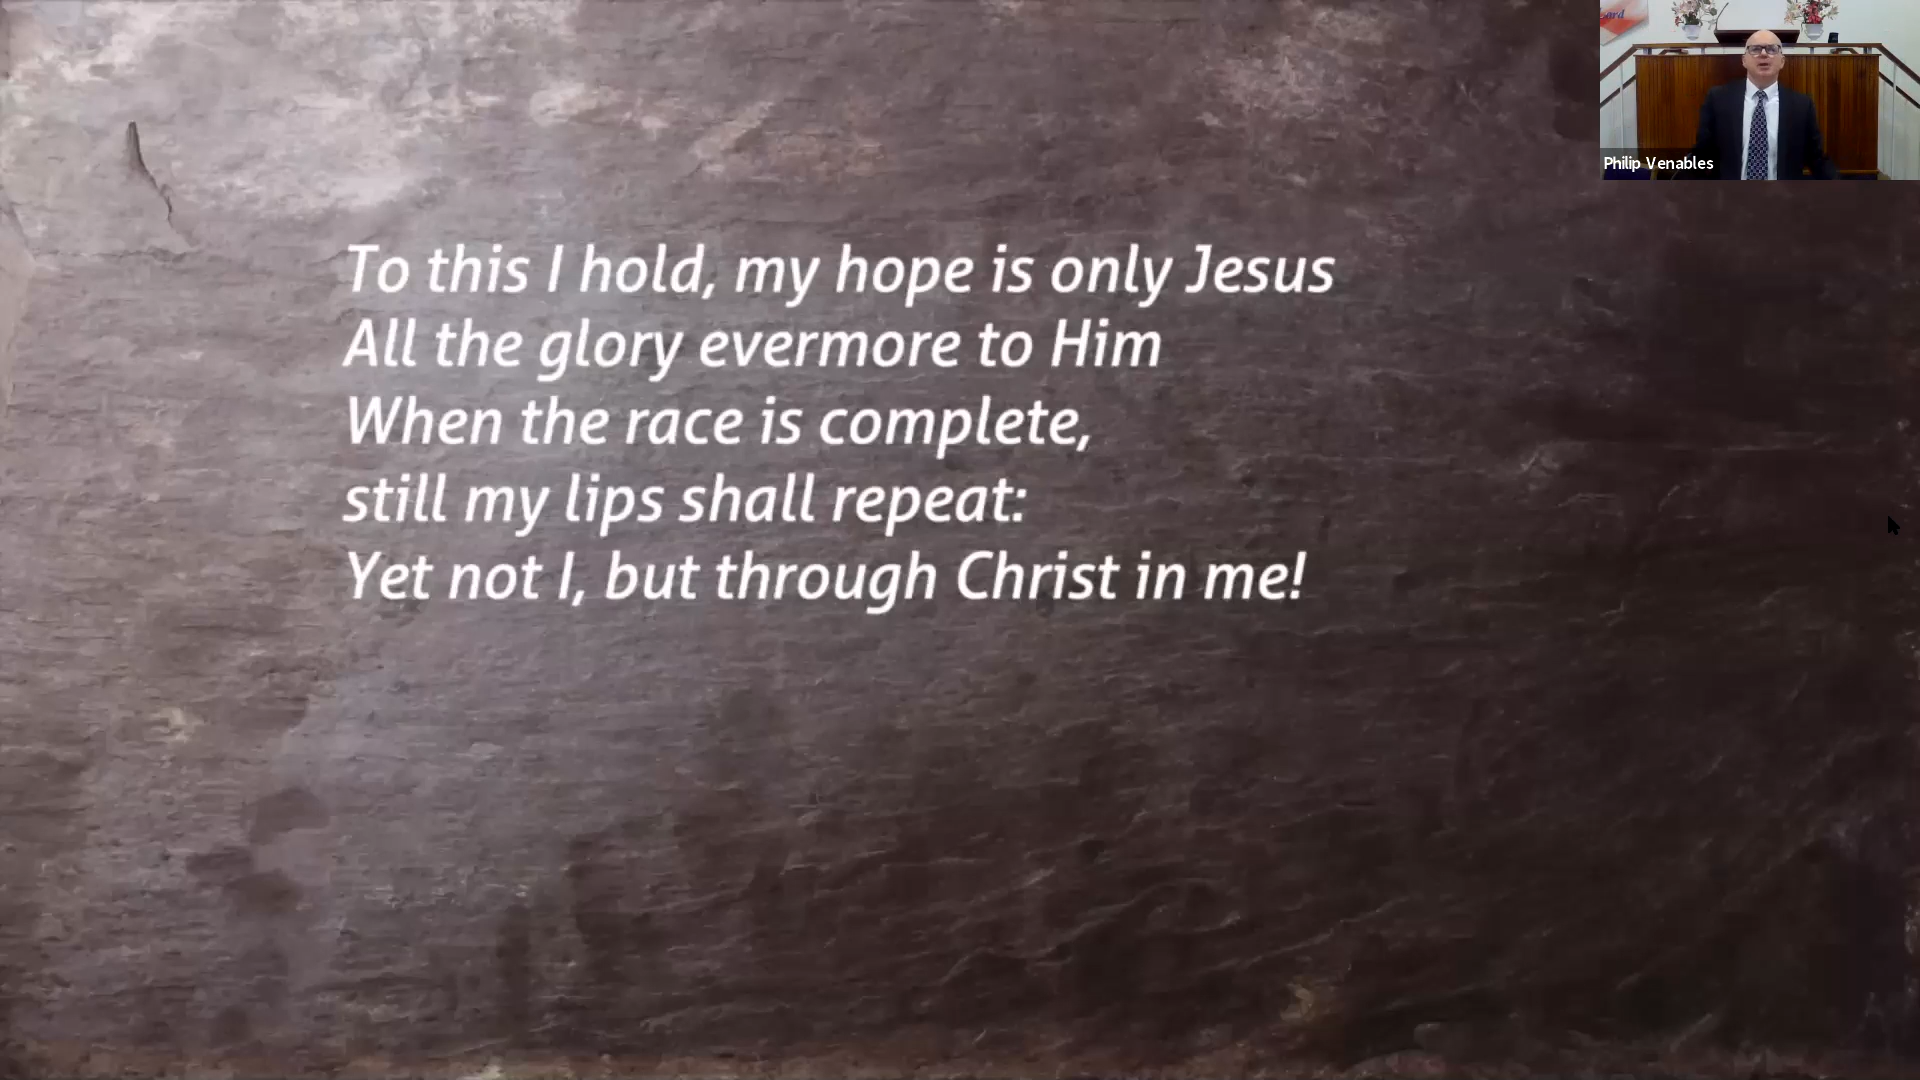 ord
Philip Venables
To this I hold, my hope is only Jesus
All the glory evermore to Him
When the race is complete,
still my lips shall repeat:
Yet not I, but through Christ in me!